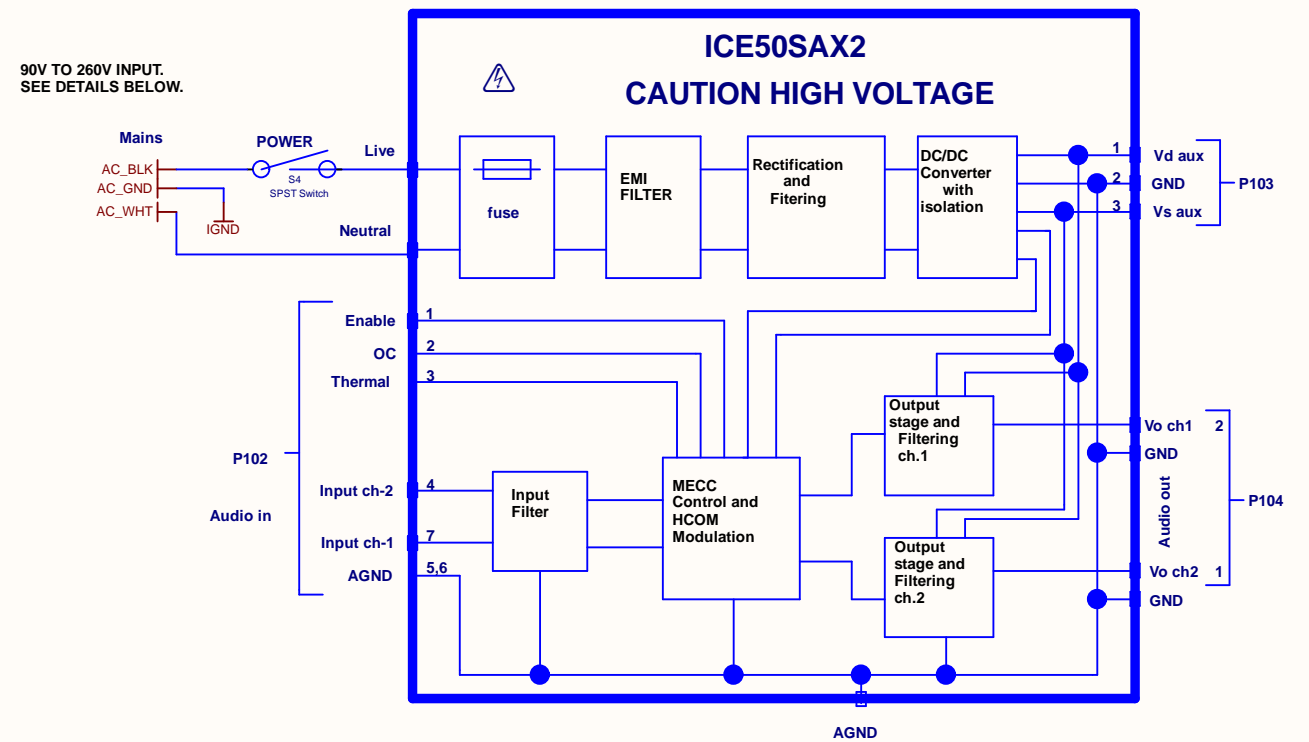 ICE50SAX2
CAUTION HIGH VOLTAGE
90V TO 260V INPUT.
SEE DETAILS BELOW.
Mains
POWER
Live
AC_BLK
AC_GND
AC_WHT
S4
SPST Switch
IGND
Neutral
fuse
EMI
FILTER
Rectification
and
Fitering
DC/DC
Converter
with
isolation
1
Vd aux
2
GND
3
Vs aux
P103
Enable
1
OC
2
Thermal
3
P102
Audio in
Input ch-2
4
Input ch-1
7
AGND
5,6
Input
Filter
MECC
Control and
HCOM
Modulation
Output
stage and
Filtering
ch.1
Output
stage and
Filtering
ch.2
Vo ch1
2
GND
Audio out
P104
Vo ch2
1
GND
AGND